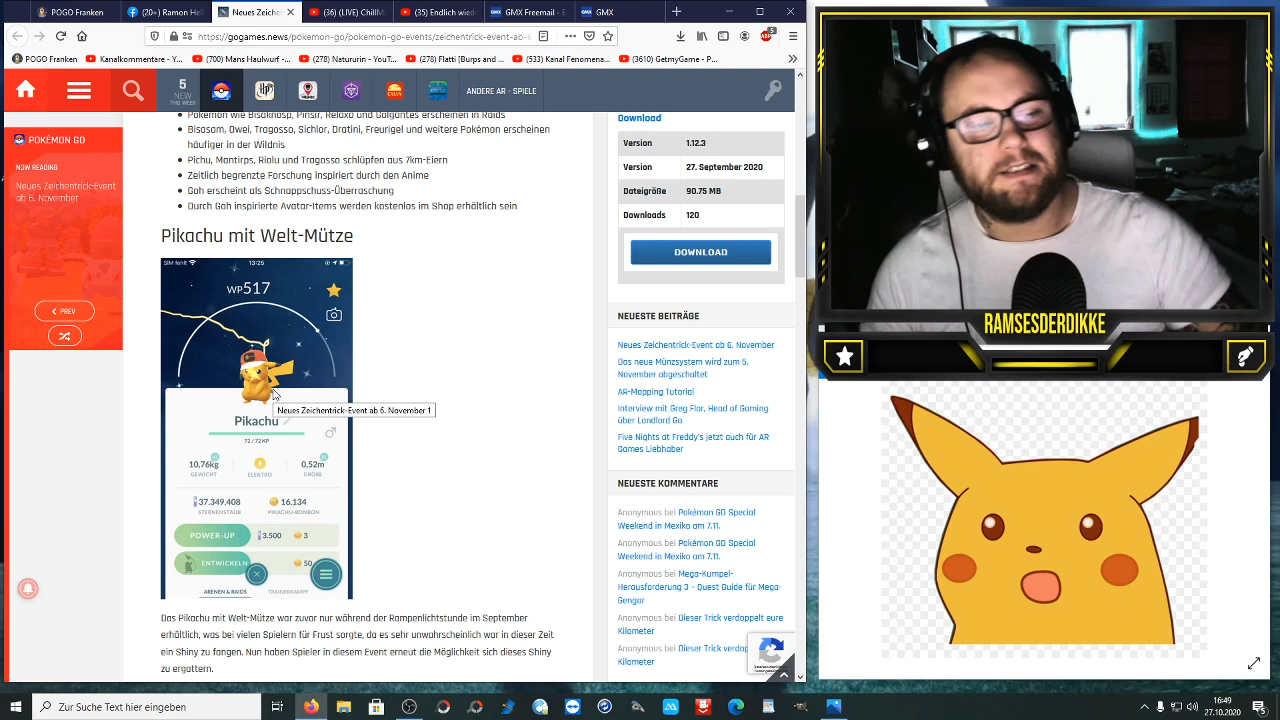 (20+) Ramon Hell
Neues Zeichen
(36) (LIVE) ChillM
(35) Endlich wied
GMX Freemail - E
GMX
https://gogames.news/pokemon-go/pokemon-go-events/zeichentrick-event-ab-6
POGO Franken
Kanalkommentare - Y...
(700) Mans Haulwurf -...
(278) Natururin - YouT...
(278) Flatti [Burps and ...
(533) Kanal Fenomena...
(3610) GetmyGame - P...
5
NEW
THIS WEEK
ANDERE AR - SPIELE
POKÉMON GO
NOW READING
Neues Zeichentrick-Event
ab 6. November
PREV
Pokémon wie Bisaknosp, Pinsir, Relaxo und Galgantes erscheinen in Raids
Bisasam, Owei, Tragosso, Sichlor, Dratini, Freurigel und weitere Pokémon erscheinen
häufiger in der Wildnis
Pichu, Mantirps, Riolu und Tragosso schlüpfen aus 7km-Eiern
Zeitlich begrenzte Forschung inspiriert durch den Anime
Goh erscheint als Schnappschuss-Überraschung
Durch Goh inspirierte Avatar-Items werden kostenlos im Shop erhältlich sein
Pikachu mit Welt-Mütze
SIM fehlt
13:25
WP517
Neues Zeichentrick-Event ab 6. November 1
Pikachu
72 / 72 KP
10,76kg
GEWICHT
ELEKTRO
0,52m
GRÖßE
37.349.408
STERNENSTAUB
16.134
PIKACHU-BONBON
POWER-UP
3.500
3
ENTWICKELN
50
ARENEN & RAIDS
TRAINERKAMPF
Das Pikachu mit Welt-Mütze war zuvor nur während der Rampenlichtstunde im September
erhältlich, was bei vielen Spielern für Frust sorgte, da es sehr unwahrscheinlich war in dieser Zeit
ein Shiny zu fangen. Nun haben Spieler in diesem Event erneut die Möglichkeit sich dieses Shiny
zu ergattern.
Download
Version
1.12.3
Version
27. September 2020
Dateigröße
90.75 MB
Downloads
120
DOWNLOAD
NEUESTE BEITRÄGE
Neues Zeichentrick-Event ab 6. November
Das neue Münzsystem wird zum 5.
November abgeschaltet
AR-Mapping Tutorial
Interview mit Greg Flor, Head of Gaming
über Landlord Go
Five Nights at Freddy's jetzt auch für AR
Games Liebhaber
NEUESTE KOMMENTARE
Anonymous bei Pokémon GO Special
Weekend in Mexiko am 7.11.
Anonymous bei Pokémon GO Special
Weekend in Mexiko am 7.11.
Anonymous bei Mega-Kumpel-
Herausforderung 3 – Quest Guide für Mega-
Gengar
Anonymous bei Dieser Trick verdoppelt eure
Kilometer
Anonymous bei Dieser Trick verdop
Kilometer
RAMSESDERDIKKE
Zur Suche Text hier eingeben
16:49
27.10.2020